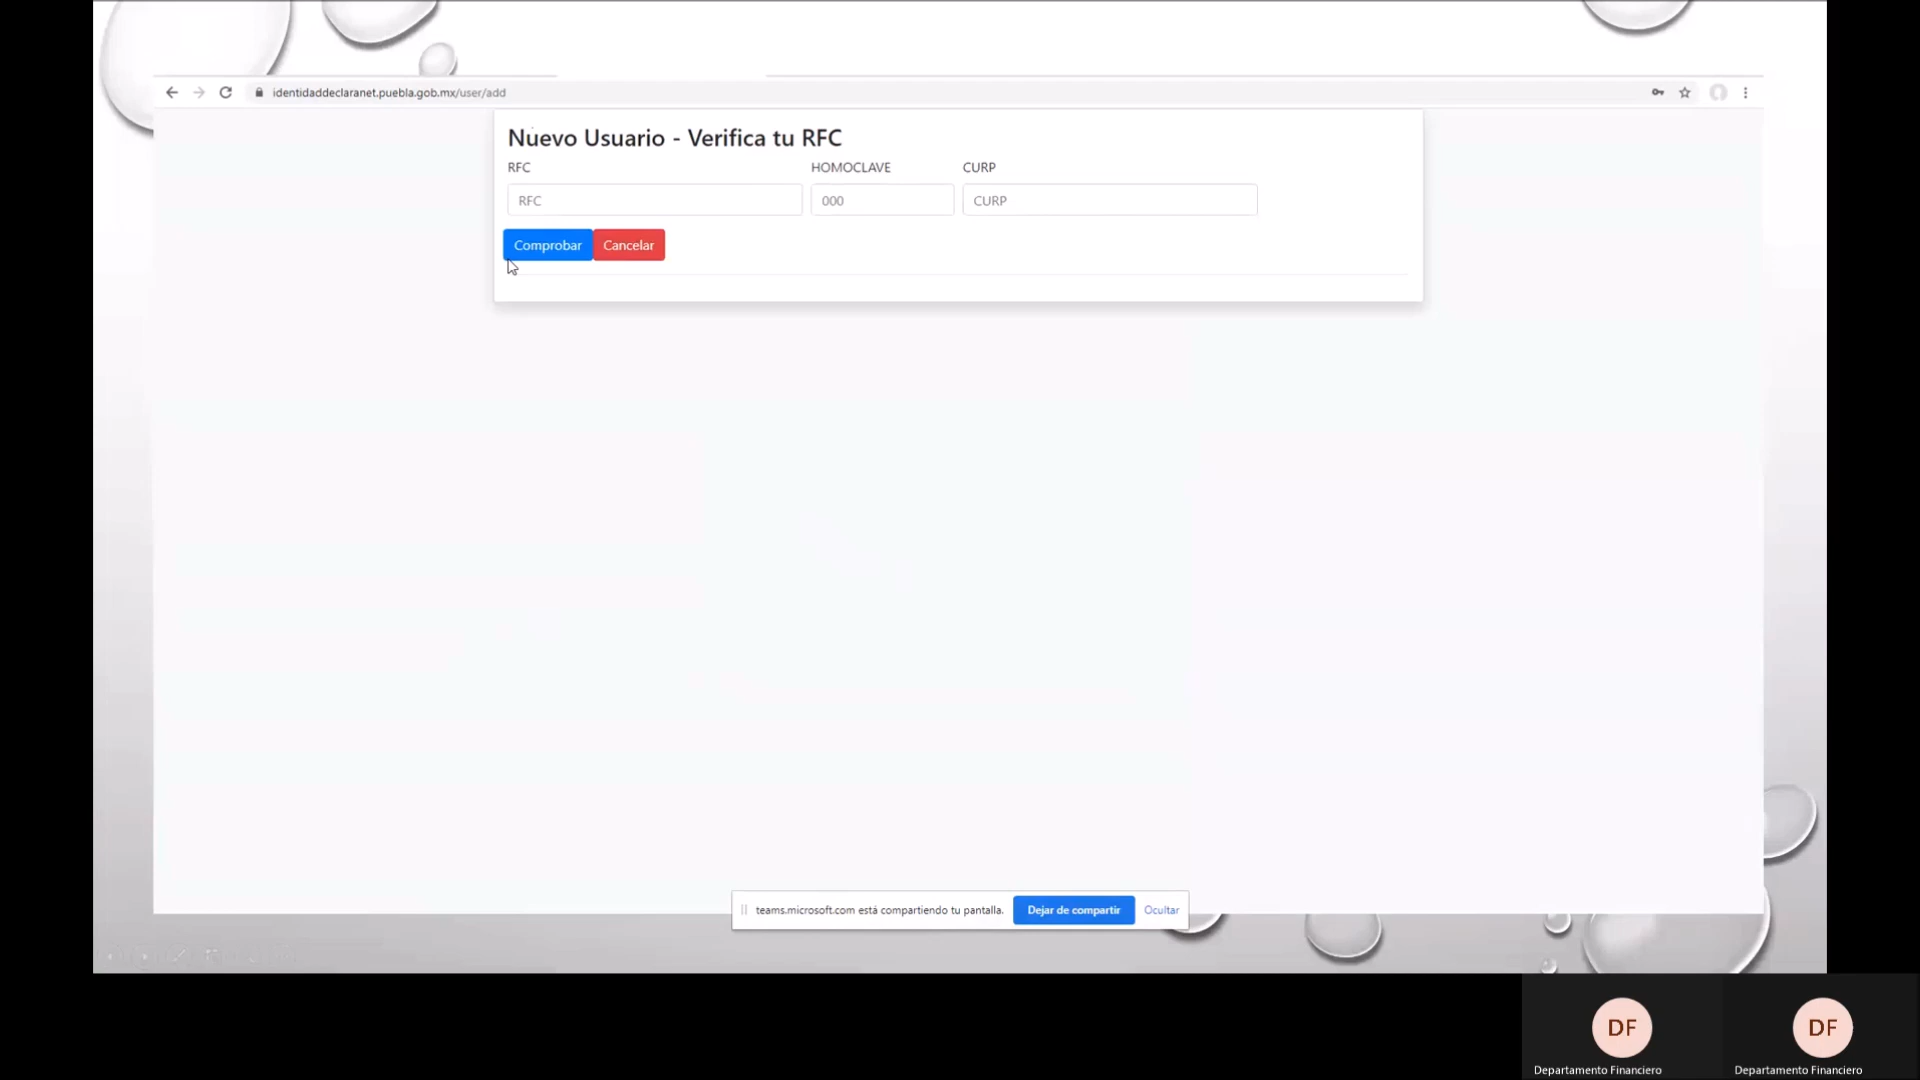 identidaddeclaranet.puebla.gob.mx/user/add
Nuevo Usuario - Verifica tu RFC
RFC HOMOCLAVE CURP
RFC 000 CURP
Comprobar Cancelar
teams.microsoft.com está compartiendo tu pantalla. Dejar de compartir Ocultar
DF DF
Departamento Financiero Departamento Financiero